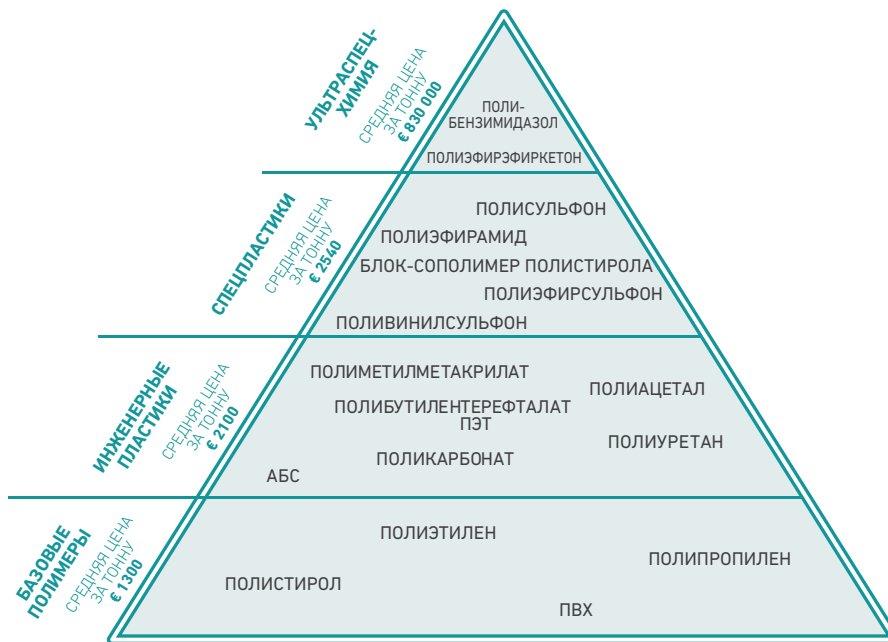 УЛЬТРАСПЕЦ-
ХИМИЯ
СРЕДНЯЯ ЦЕНА
ЗА ТОННУ
€ 830 000
ПОЛИ-
БЕНЗИМИДАЗОЛ
ПОЛИЭФИРЭФИРКЕТОН
СПЕЦПЛАСТИКИ
СРЕДНЯЯ ЦЕНА
ЗА ТОННУ
€ 2540
ПОЛИСУЛЬФОН
ПОЛИЭФИРАМИД
БЛОК-СОПОЛИМЕР ПОЛИСТИРОЛА
ПОЛИЭФИРСУЛЬФОН
ПОЛИВИНИЛСУЛЬФОН
ИНЖЕНЕРНЫЕ
ПЛАСТИКИ
СРЕДНЯЯ ЦЕНА
ЗА ТОННУ
€ 2100
ПОЛИМЕТИЛМЕТАКРИЛАТ
ПОЛИАЦЕТАЛ
ПОЛИБУТИЛЕНТЕРЕФТАЛАТ
ПЭТ
ПОЛИУРЕТАН
ПОЛИКАРБОНАТ
АБС
БАЗОВЫЕ
ПОЛИМЕРЫ
СРЕДНЯЯ ЦЕНА
ЗА ТОННУ
€ 1300
ПОЛИЭТИЛЕН
ПОЛИПРОПИЛЕН
ПОЛИСТИРОЛ
ПВХ